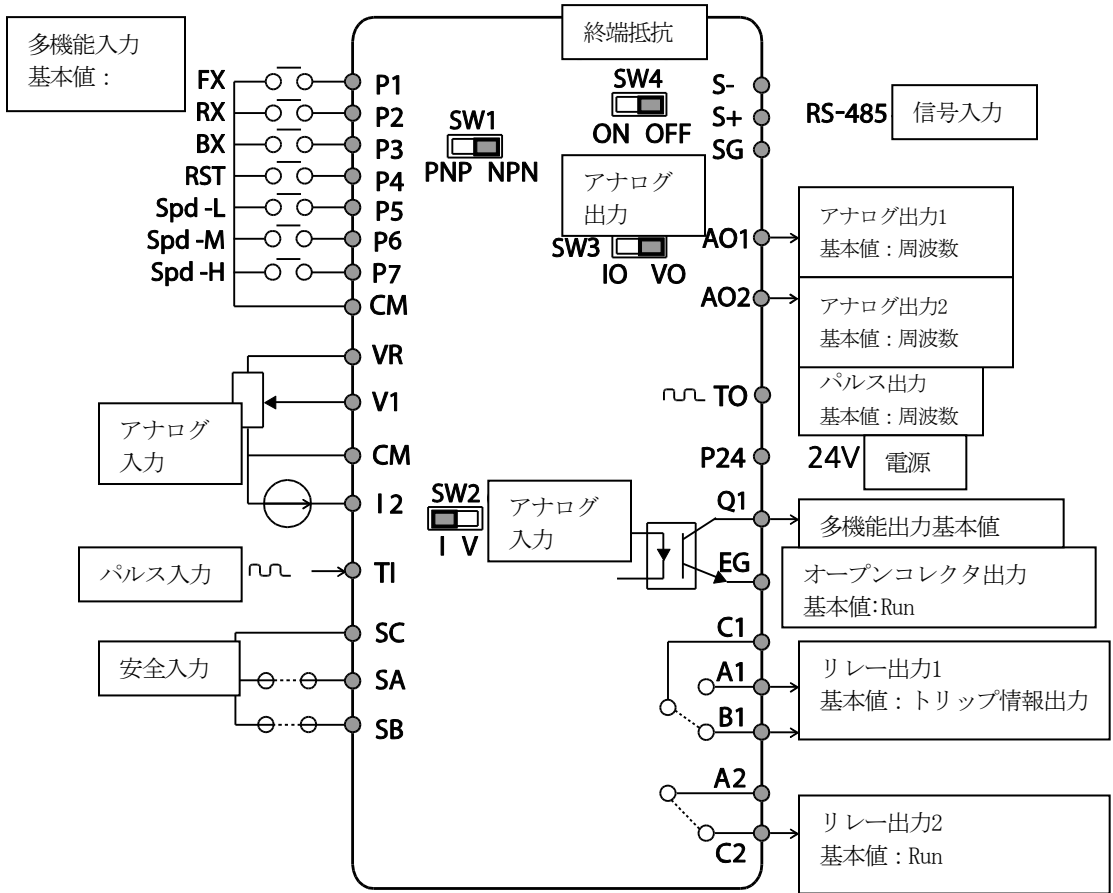 多機能入力
基本値：
FX
P1
RX
P2
BX
P3
RST
P4
Spd -L
P5
Spd -M
P6
Spd -H
P7
CM
VR
V1
アナログ
入力
CM
I 2
パルス入力
TI
SC
安全入力
SA
SB
SW1
PNP NPN
SW2
I V
アナログ
入力
終端抵抗
SW4
ON OFF
アナログ
出力
SW3
IO VO
S-
S+
SG
RS-485
信号入力
AO1
アナログ出力1
基本値：周波数
AO2
アナログ出力2
基本値：周波数
TO
パルス出力
基本値：周波数
P24
24V
電源
Q1
多機能出力基本値
EG
オープンコレクタ出力
基本値:Run
C1
A1
リレー出力1
基本値：トリップ情報出力
B1
A2
リレー出力2
基本値：Run
C2